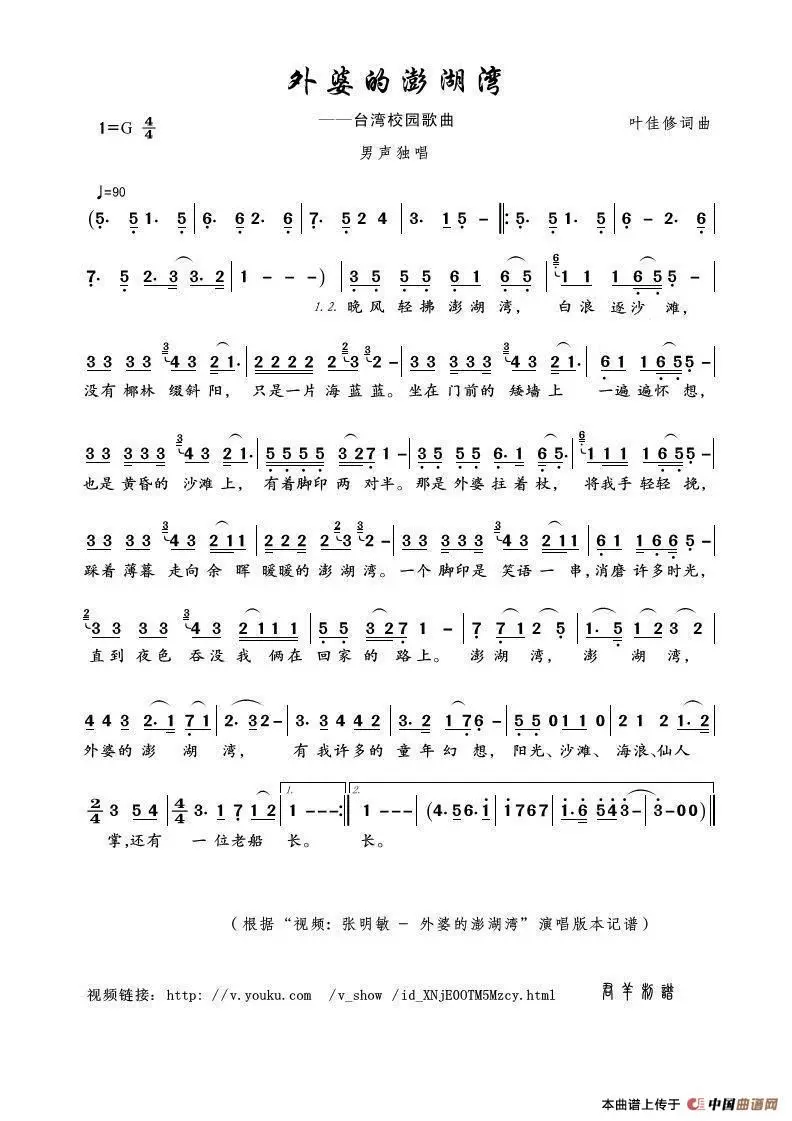 外婆的澎湖湾
——台湾校园歌曲
1=G 4/4
叶佳修词曲
男声独唱
♩=90
(5. 5 1. 5 | 6. 6 2. 6 | 7. 5 2 4 | 3. 1 5 - ‖: 5. 5 1. 5 | 6 - 2. 6 |
7. 5 2. 3 3. 2 | 1 - - - ) | 3 5 5 5 6 1 6 5 | 6 1 1 1 6 5 5 - |
1. 2. 晚风 轻拂 澎湖 湾, 白浪 逐沙 滩,
3 3 3 3 3 4 3 2 1. | 2 2 2 2 2 2 3 3 2 - | 3 3 3 3 3 3 4 3 2 1. | 6 1 1 6 5 5 - |
没有 椰林 缀斜 阳, 只是一片 海 蓝蓝。 坐在 门前的 矮墙 上 一遍 遍怀 想,
3 3 3 3 3 3 4 3 2 1. | 5 5 5 5 3 2 7 1 - | 5 5 5 5 6. 1 6. | 6 1 1 1 1 6 5 5 - |
也是 黄昏的 沙滩 上, 有着脚印 两 对半。 那是 外婆 拄着 杖, 将我手 轻轻 挽,
3 3 3 3 3 4 3 2 1 1 | 2 2 2 2 2 2 3 3 2 - | 3 3 3 3 3 3 4 3 2 1 1 | 6 1 1 6 6 5 - |
踩着 薄暮 走向 余 晖 暖暖的 澎 湖 湾。 一个 脚印是 笑语 一 串, 消磨 许多时光,
2 3 3 3 3 3 4 3 2 1 1 1 | 5 5 3 2 7 1 - | 7 7 1 2 5 | 1. 5 1 2 3 2 |
直到 夜色 吞没 我 俩在 回家 的 路上。 澎 湖 湾, 澎 湖 湾,
4 4 3 2. 1 7 1 | 2. 3 2 - | 3. 3 4 4 2 | 3. 2 1 7 6 - | 5 5 0 1 1 0 | 2 1 2 1. 2 |
外婆的 澎 湖 湾, 有 我许多的 童 年 幻 想, 阳光、沙滩、 海浪、仙人
2/4 3 5 4 | 4/4 3. 1 7 1 2 | 1. 1 - - - :‖ 2. 1 - - - | (4. 5 6. 1 | 1 7 6 7 | 1. 6 5 4 3 - | 3 - 0 0) ‖
掌, 还有 一 位老 船 长。 长。
(根据“视频: 张明敏 - 外婆的澎湖湾”演唱版本记谱)
视频链接: http: //v.youku.com /v_show /id_XNjE0OTM5Mzcy.html
君羊制谱
本曲谱上传于 中国曲谱网